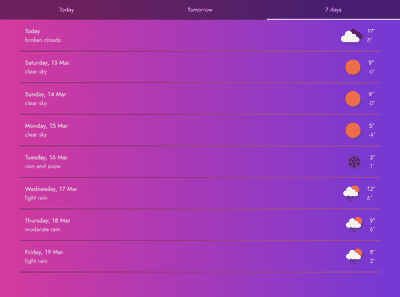 Today
Tomorrow
7 days
Today
broken clouds
11°
8°
Saturday, 13 Mar
clear sky
9°
-0°
Sunday, 14 Mar
clear sky
9°
-0°
Monday, 15 Mar
clear sky
5°
-4°
Tuesday, 16 Mar
rain and snow
5°
1°
Wednesday, 17 Mar
light rain
12°
6°
Thursday, 18 Mar
moderate rain
9°
6°
Friday, 19 Mar
light rain
8°
2°